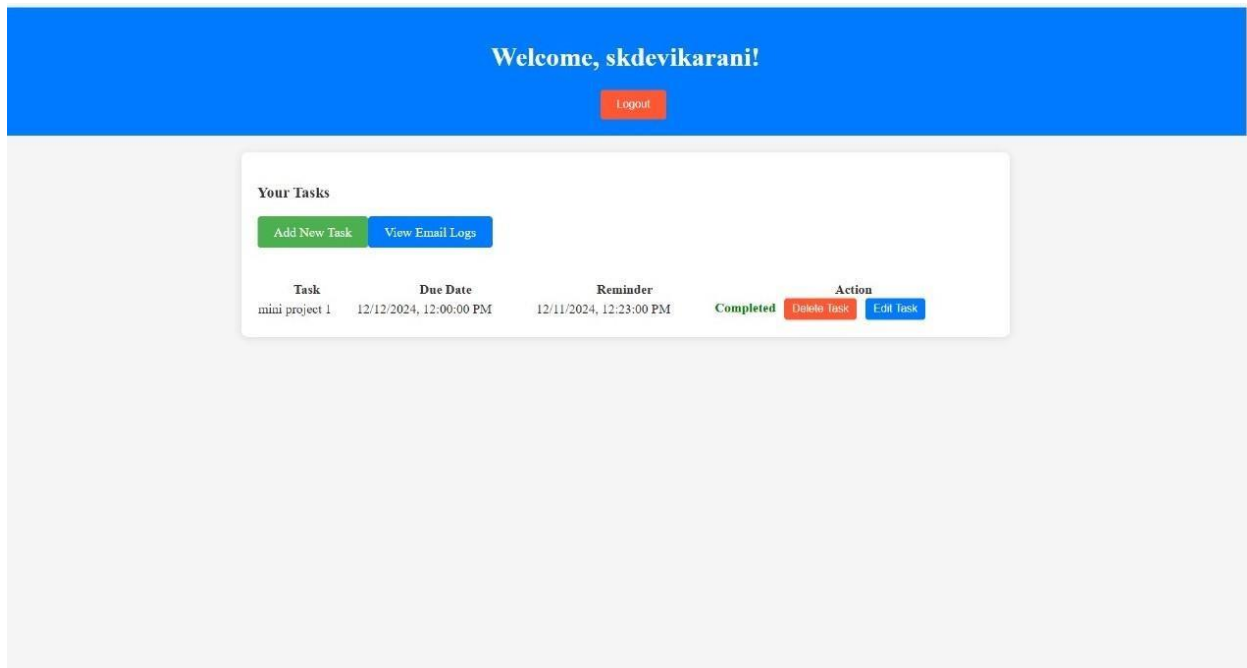 Welcome, skdevikarani!
Logout
Your Tasks
Add New Task View Email Logs
Task Due Date Reminder Action
mini project 1 12/12/2024, 12:00:00 PM 12/11/2024, 12:23:00 PM Completed Delete Task Edit Task